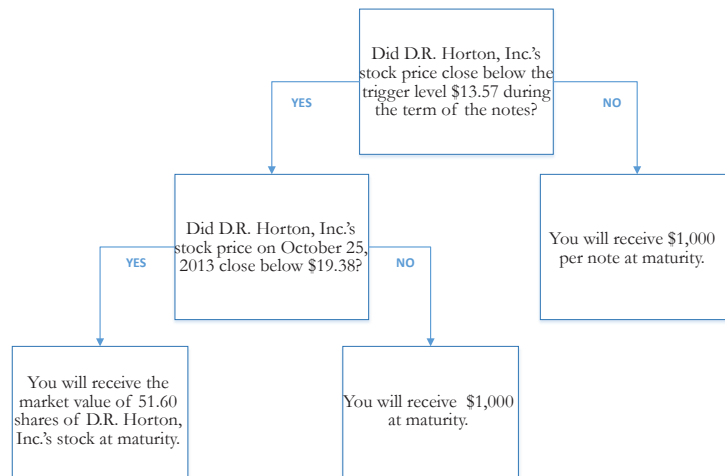 Did D.R. Horton, Inc.'s
stock price close below the
trigger level $13.57 during
the term of the notes?
YES
NO
Did D.R. Horton, Inc.'s
stock price on October 25,
2013 close below $19.38?
You will receive $1,000
per note at maturity.
YES
NO
You will receive the
market value of 51.60
shares of D.R. Horton,
Inc.'s stock at maturity.
You will receive $1,000
at maturity.